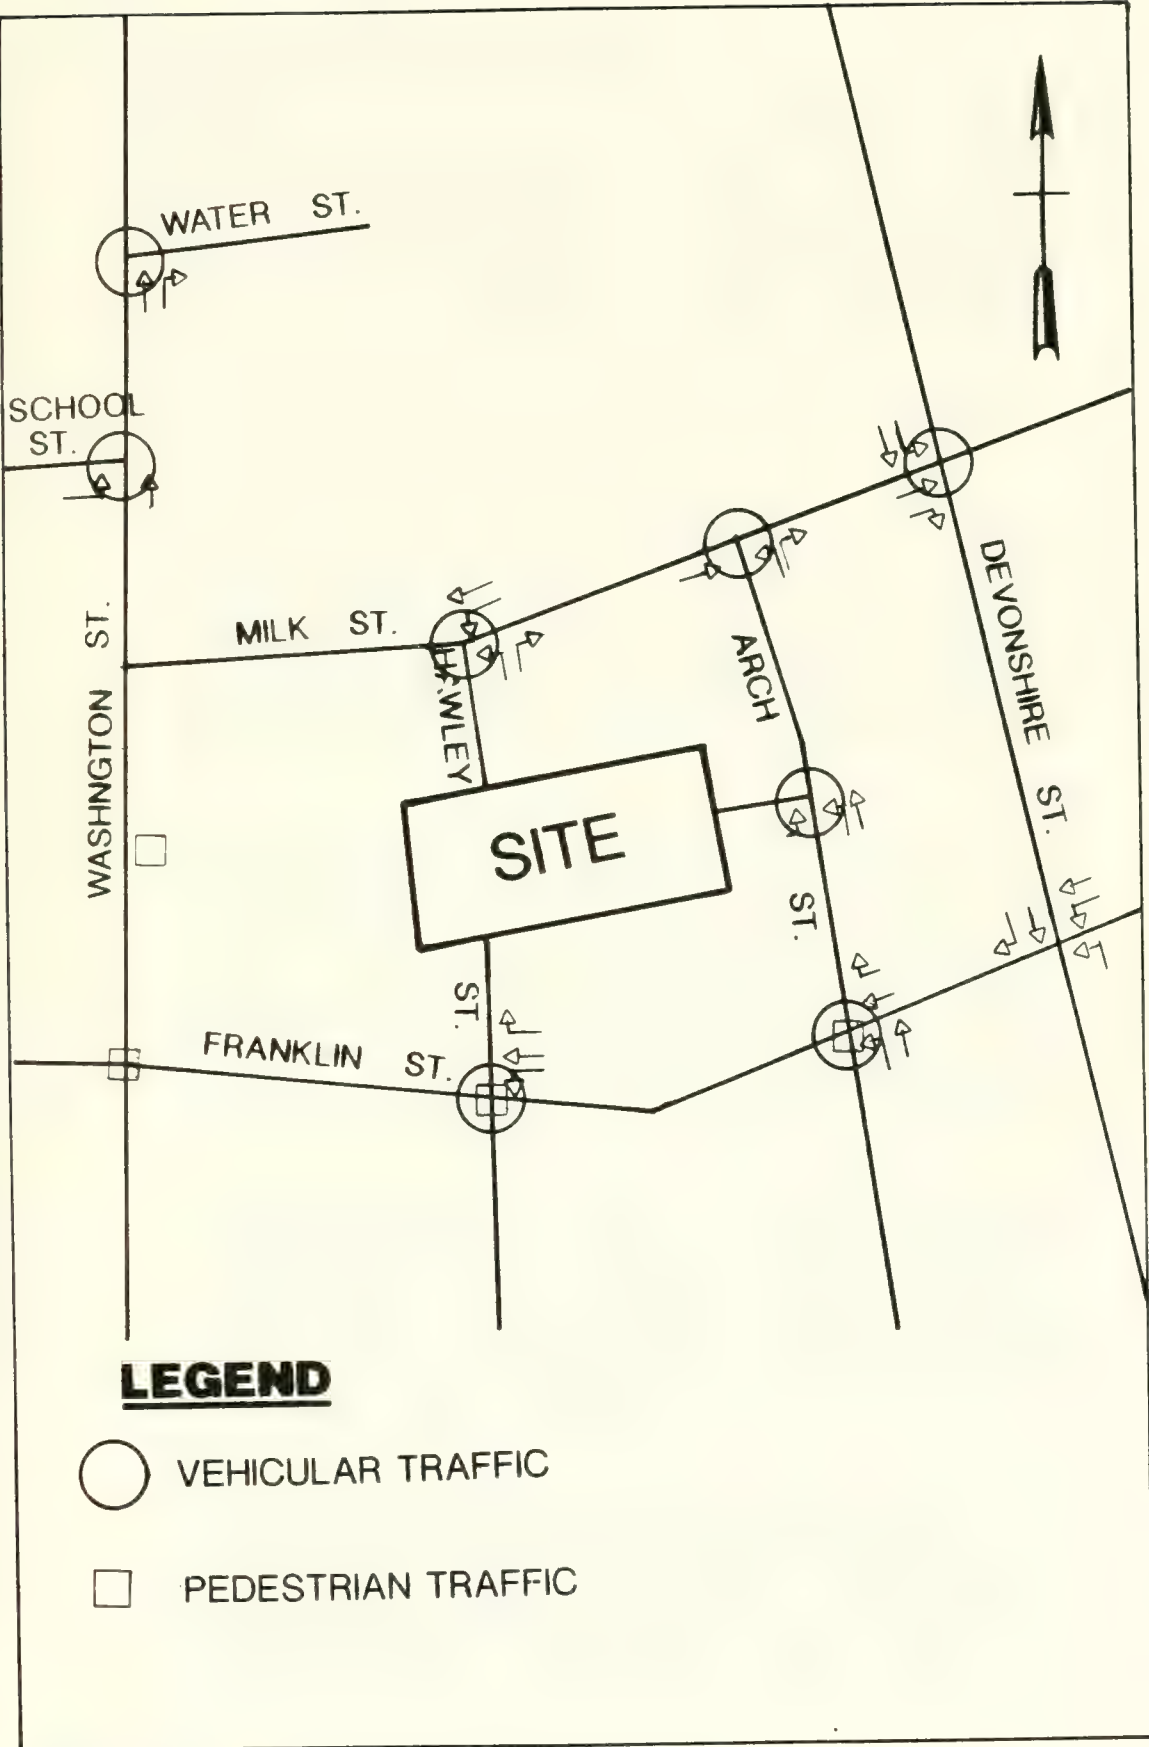 WATER ST.
SCHOOL
ST.
MILK ST.
WASHNGTON ST.
HAWLEY
ARCH
DEVONSHIRE ST.
SITE
ST.
ST.
FRANKLIN ST.
LEGEND
VEHICULAR TRAFFIC
PEDESTRIAN TRAFFIC